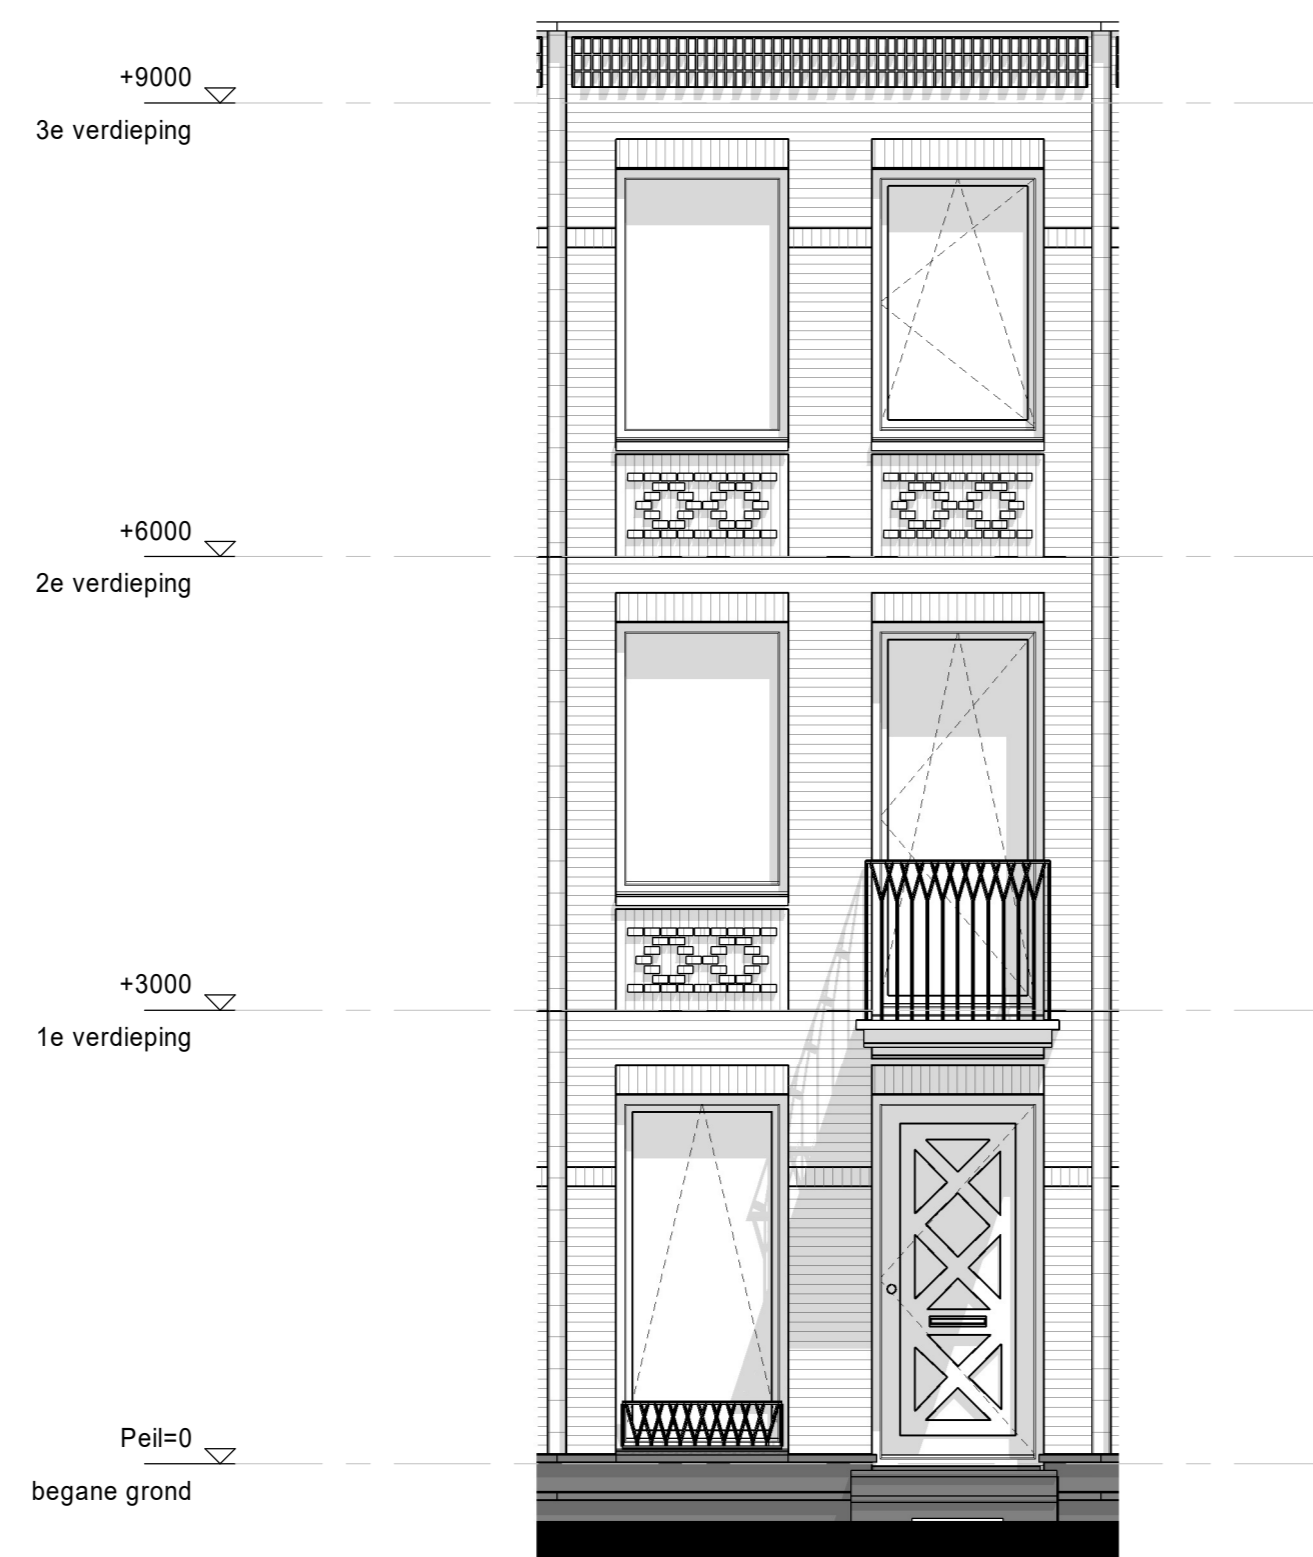 +9000
3e verdieping
+6000
2e verdieping
+3000
1e verdieping
Peil=0
begane grond